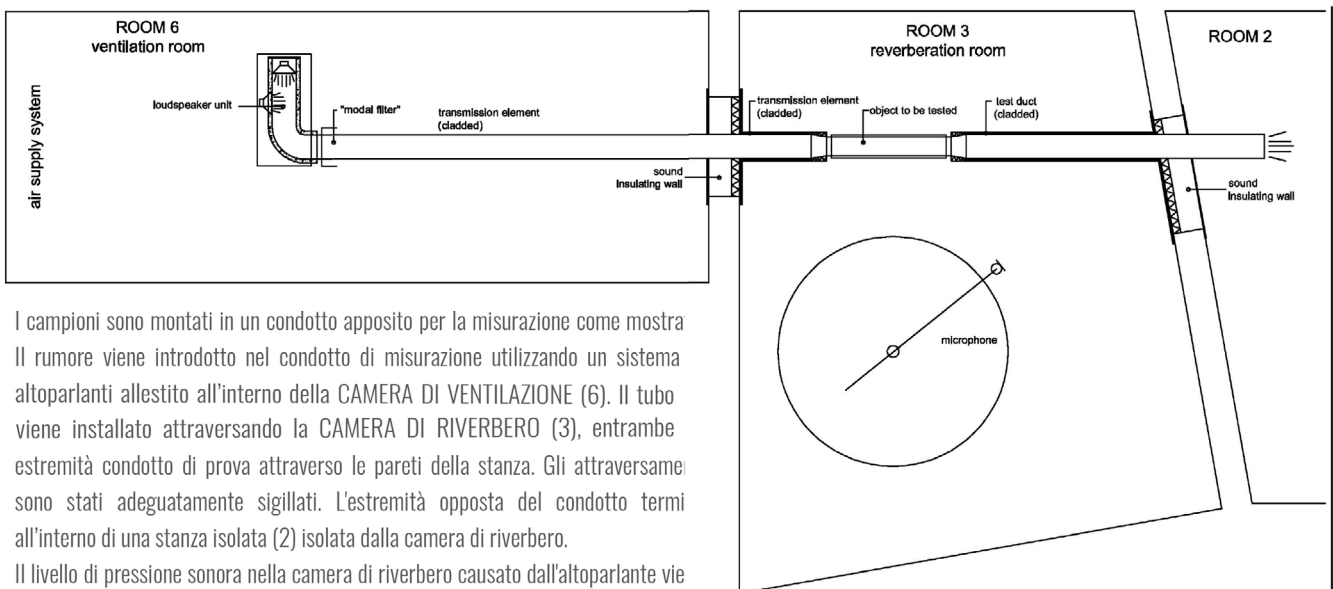 ROOM 6
ventilation room
air supply system
loudspeaker unit
"modal filter"
transmission element
(cladded)
sound
insulating wall
ROOM 3
reverberation room
transmission element
(cladded)
object to be tested
test duct
(cladded)
microphone
ROOM 2
sound
insulating wall
I campioni sono montati in un condotto apposito per la misurazione come
Il rumore viene introdotto nel condotto di misurazione utilizzando un sistema
altoparlanti allestito all'interno della CAMERA DI VENTILAZIONE (6). Il tubo
viene installato attraversando la CAMERA DI RIVERBERO (3), entrambe
estremità condotto di prova attraverso le pareti della stanza. Gli
sono stati adeguatamente sigillati. L'estremità opposta del condotto
all'interno di una stanza isolata (2) isolata dalla camera di riverbero.
Il livello di pressione sonora nella camera di riverbero causato dall'altoparlante